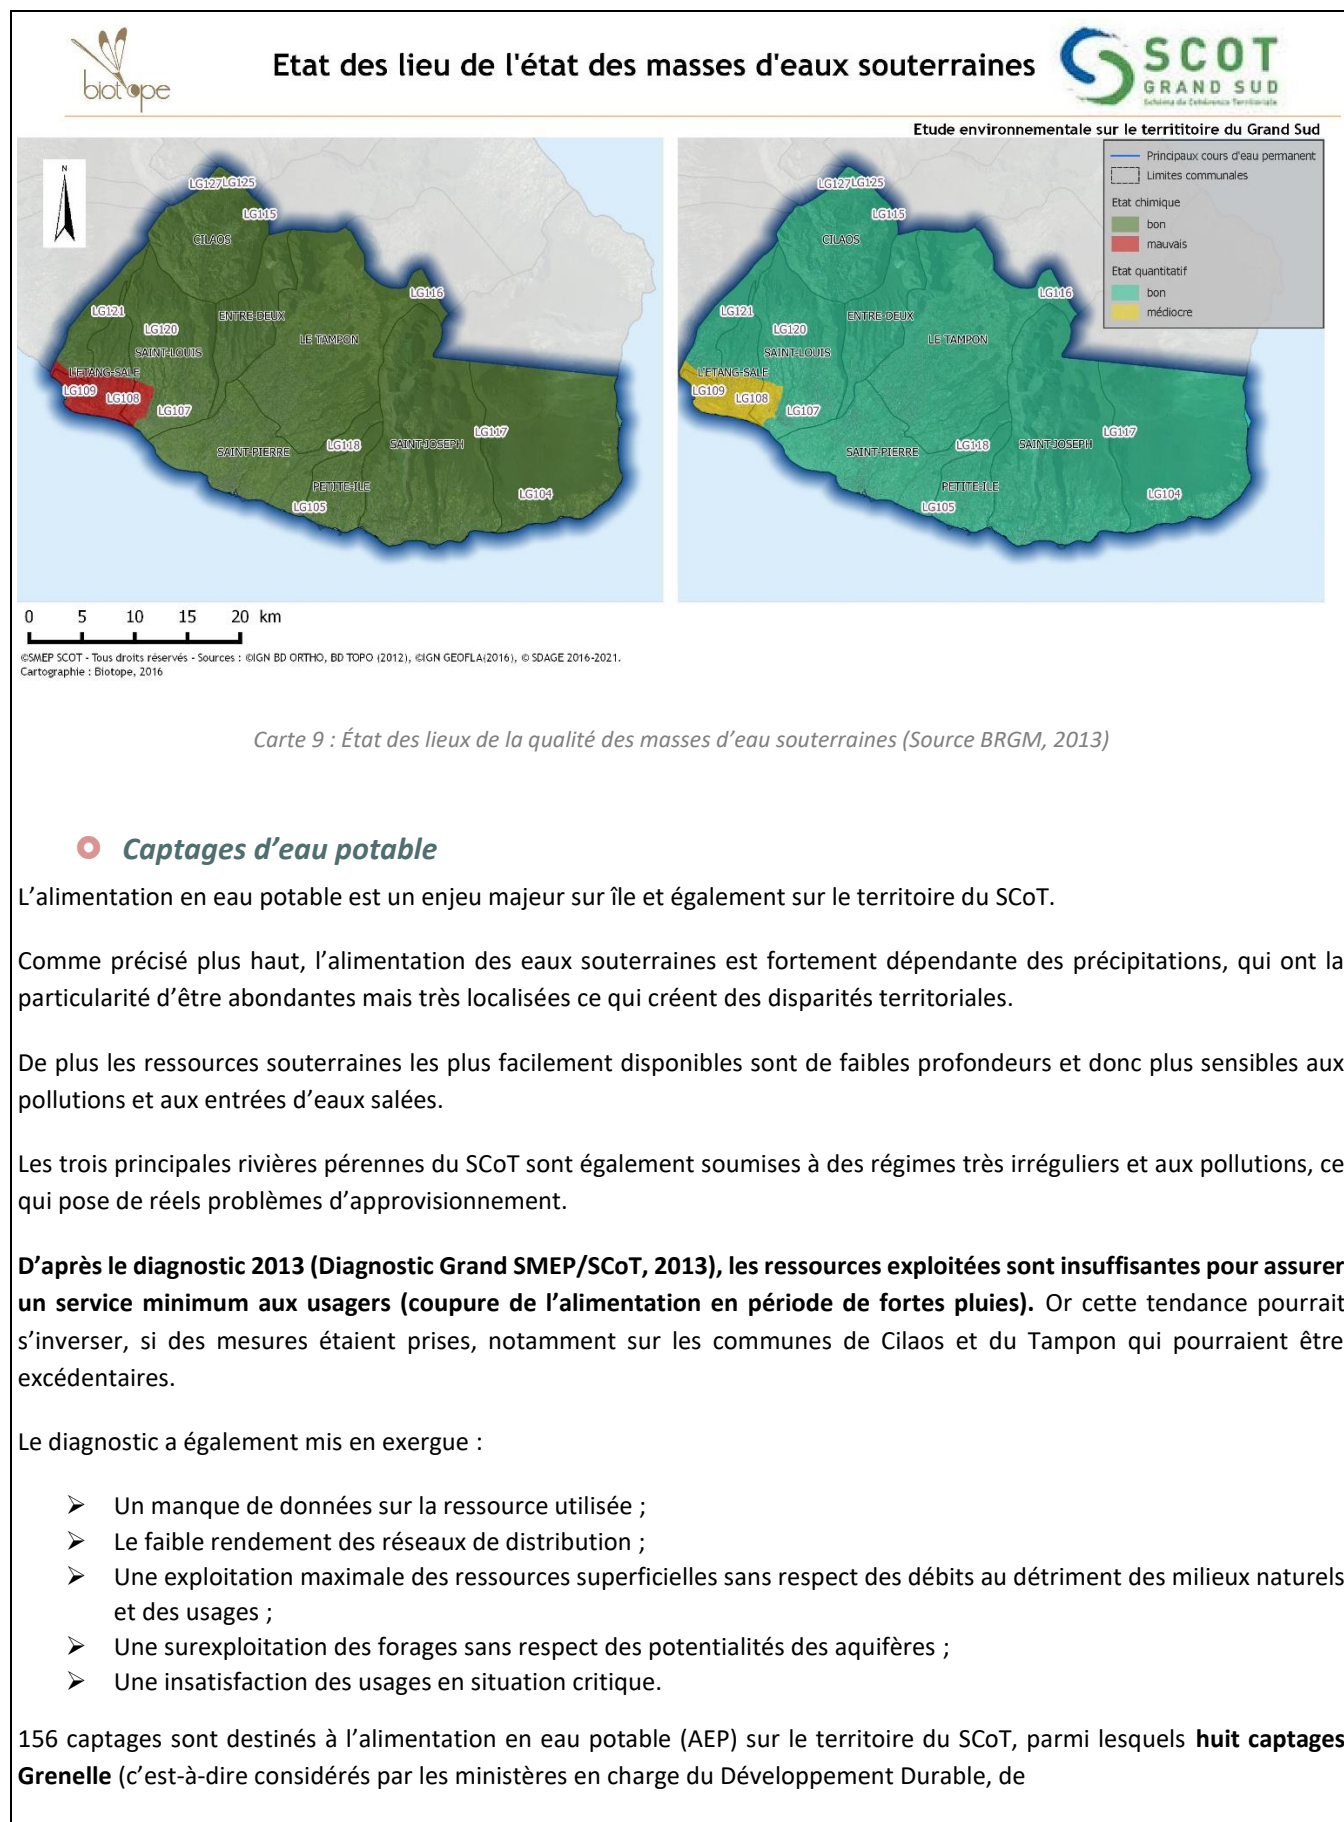 biotope
Etat des lieu de l'état des masses d'eaux souterraines
SCOT
GRAND SUD
Schéma de Cohérence Territoriale
Etude environnementale sur le territitoire du Grand Sud
N
LG127
LG125
LG115
CILAOS
LG116
LG121
ENTRE-DEUX
LG120
LE TAMPON
SAINT-LOUIS
L'ETANG-SALE
LG109
LG108
LG107
LG117
LG118
SAINT-JOSEPH
SAINT-PIERRE
PETITE-ILE
LG104
LG105
LG127
LG125
LG115
CILAOS
LG116
LG121
ENTRE-DEUX
LG120
LE TAMPON
SAINT-LOUIS
L'ETANG-SALE
LG109
LG108
LG107
LG117
LG118
SAINT-JOSEPH
SAINT-PIERRE
PETITE-ILE
LG104
LG105
Principaux cours d'eau permanent
Limites communales
Etat chimique
bon
mauvais
Etat quantitatif
bon
médiocre
0 5 10 15 20 km
©SMEP SCOT - Tous droits réservés - Sources : ©IGN BD ORTHO, BD TOPO (2012), ©IGN GEOFLA(2016), © SDAGE 2016-2021.
Cartographie : Biotope, 2016
Carte 9 : État des lieux de la qualité des masses d’eau souterraines (Source BRGM, 2013)
Captages d’eau potable
L’alimentation en eau potable est un enjeu majeur sur île et également sur le territoire du SCoT.
Comme précisé plus haut, l’alimentation des eaux souterraines est fortement dépendante des précipitations, qui ont la
particularité d’être abondantes mais très localisées ce qui créent des disparités territoriales.
De plus les ressources souterraines les plus facilement disponibles sont de faibles profondeurs et donc plus sensibles aux
pollutions et aux entrées d’eaux salées.
Les trois principales rivières pérennes du SCoT sont également soumises à des régimes très irréguliers et aux pollutions, ce
qui pose de réels problèmes d’approvisionnement.
D’après le diagnostic 2013 (Diagnostic Grand SMEP/SCoT, 2013), les ressources exploitées sont insuffisantes pour assurer
un service minimum aux usagers (coupure de l’alimentation en période de fortes pluies). Or cette tendance pourrait
s’inverser, si des mesures étaient prises, notamment sur les communes de Cilaos et du Tampon qui pourraient être
excédentaires.
Le diagnostic a également mis en exergue :
➢ Un manque de données sur la ressource utilisée ;
➢ Le faible rendement des réseaux de distribution ;
➢ Une exploitation maximale des ressources superficielles sans respect des débits au détriment des milieux naturels
et des usages ;
➢ Une surexploitation des forages sans respect des potentialités des aquifères ;
➢ Une insatisfaction des usages en situation critique.
156 captages sont destinés à l’alimentation en eau potable (AEP) sur le territoire du SCoT, parmi lesquels huit captages
Grenelle (c’est-à-dire considérés par les ministères en charge du Développement Durable, de